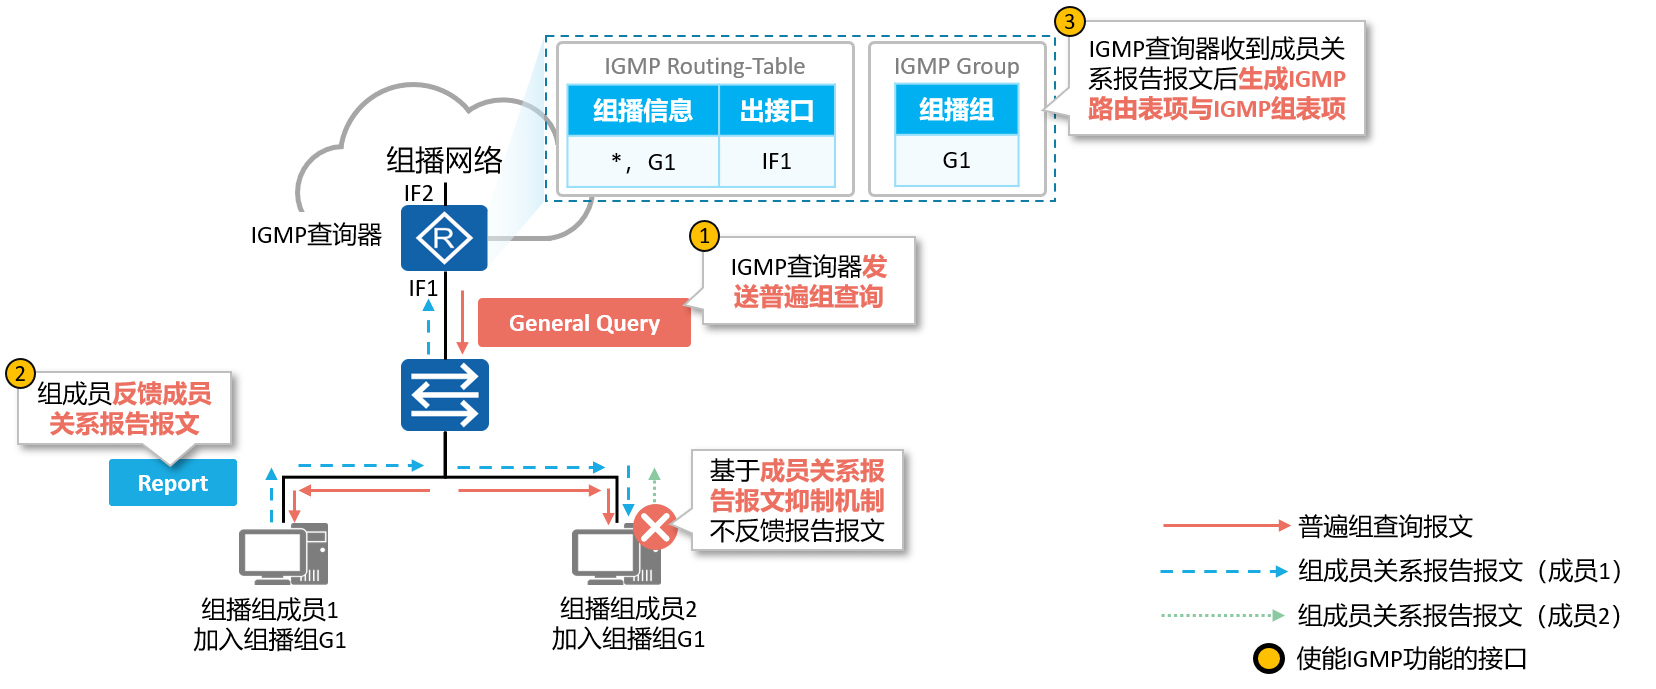 3
IGMP查询器收到成员关
系报告报文后生成IGMP
路由表项与IGMP组表项
IGMP Routing-Table
组播信息
出接口
*，G1
IF1
IGMP Group
组播组
G1
组播网络
IF2
IGMP查询器
R
IF1
1
IGMP查询器发
送普遍组查询
General Query
2
组成员反馈成员
关系报告报文
Report
基于成员关系报
告报文抑制机制
不反馈报告报文
组播组成员1
加入组播组G1
组播组成员2
加入组播组G1
普遍组查询报文
组成员关系报告报文（成员1）
组成员关系报告报文（成员2）
使能IGMP功能的接口